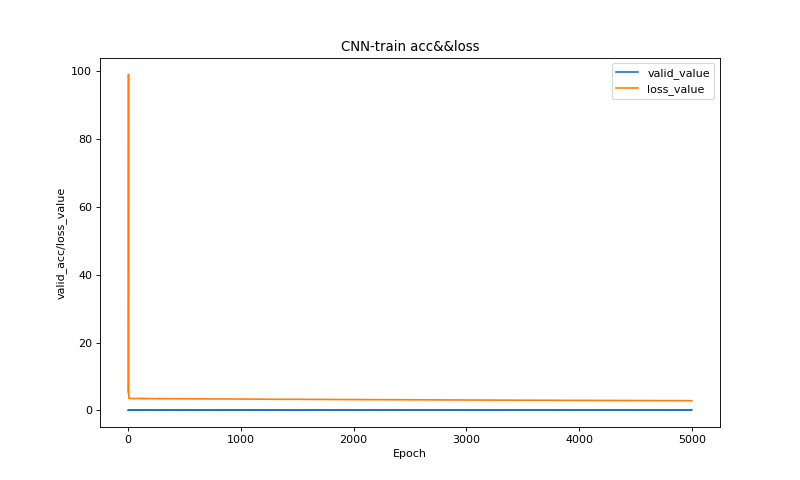 CNN-train acc&&loss
valid_value
loss_value
100
80
60
40
20
0
valid_acc/loss_value
0 1000 2000 3000 4000 5000
Epoch